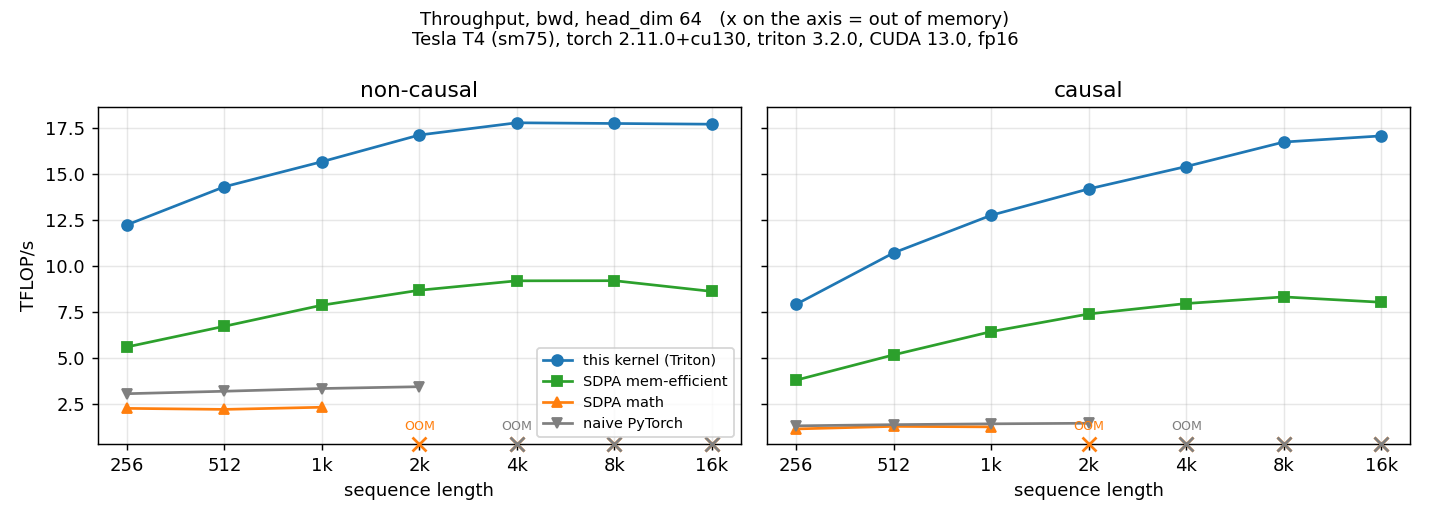 Throughput, bwd, head_dim 64   (x on the axis = out of memory)
Tesla T4 (sm75), torch 2.11.0+cu130, triton 3.2.0, CUDA 13.0, fp16
non-causal
causal
TFLOP/s
17.5
15.0
12.5
10.0
7.5
5.0
2.5
this kernel (Triton)
SDPA mem-efficient
SDPA math
naive PyTorch
OOM OOM
OOM OOM
256 512 1k 2k 4k 8k 16k
256 512 1k 2k 4k 8k 16k
sequence length
sequence length